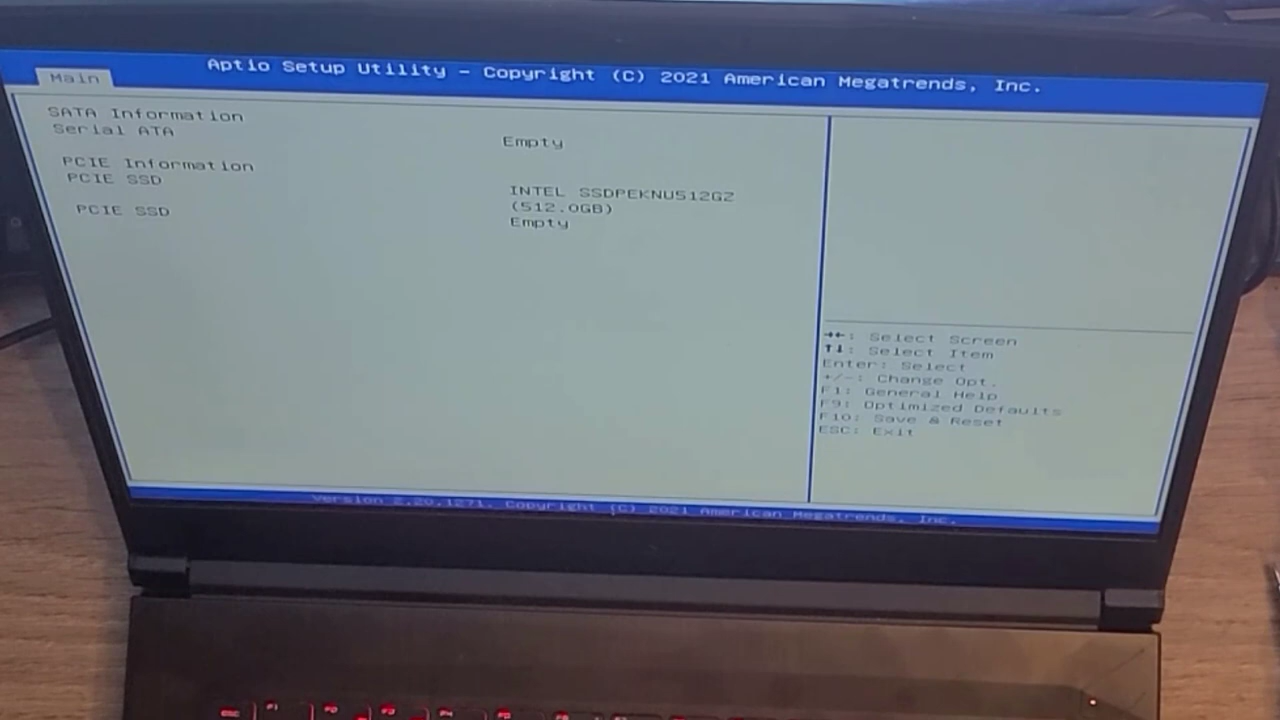 Aptio Setup Utility - Copyright (C) 2021 American Megatrends, Inc.
Main
SATA Information
Serial ATA Empty
PCIE Information
PCIE SSD INTEL SSDPEKNU512GZ
(512.0GB)
PCIE SSD Empty
→←: Select Screen
↑↓: Select Item
Enter: Select
+/-: Change Opt.
F1: General Help
F9: Optimized Defaults
F10: Save & Reset
ESC: Exit
Version 2.20.1271. Copyright (C) 2021 American Megatrends, Inc.
ESC F1